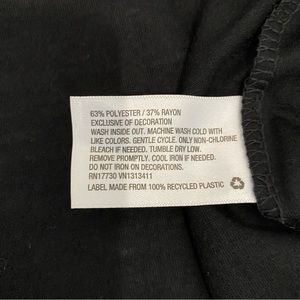 63% POLYESTER / 37% RAYON
EXCLUSIVE OF DECORATION
WASH INSIDE OUT. MACHINE WASH COLD WITH
LIKE COLORS. GENTLE CYCLE. ONLY NON-CHLORINE
BLEACH IF NEEDED. TUMBLE DRY LOW.
REMOVE PROMPTLY. COOL IRON IF NEEDED.
DO NOT IRON ON DECORATIONS.
RN17730 VN1313411
LABEL MADE FROM 100% RECYCLED PLASTIC